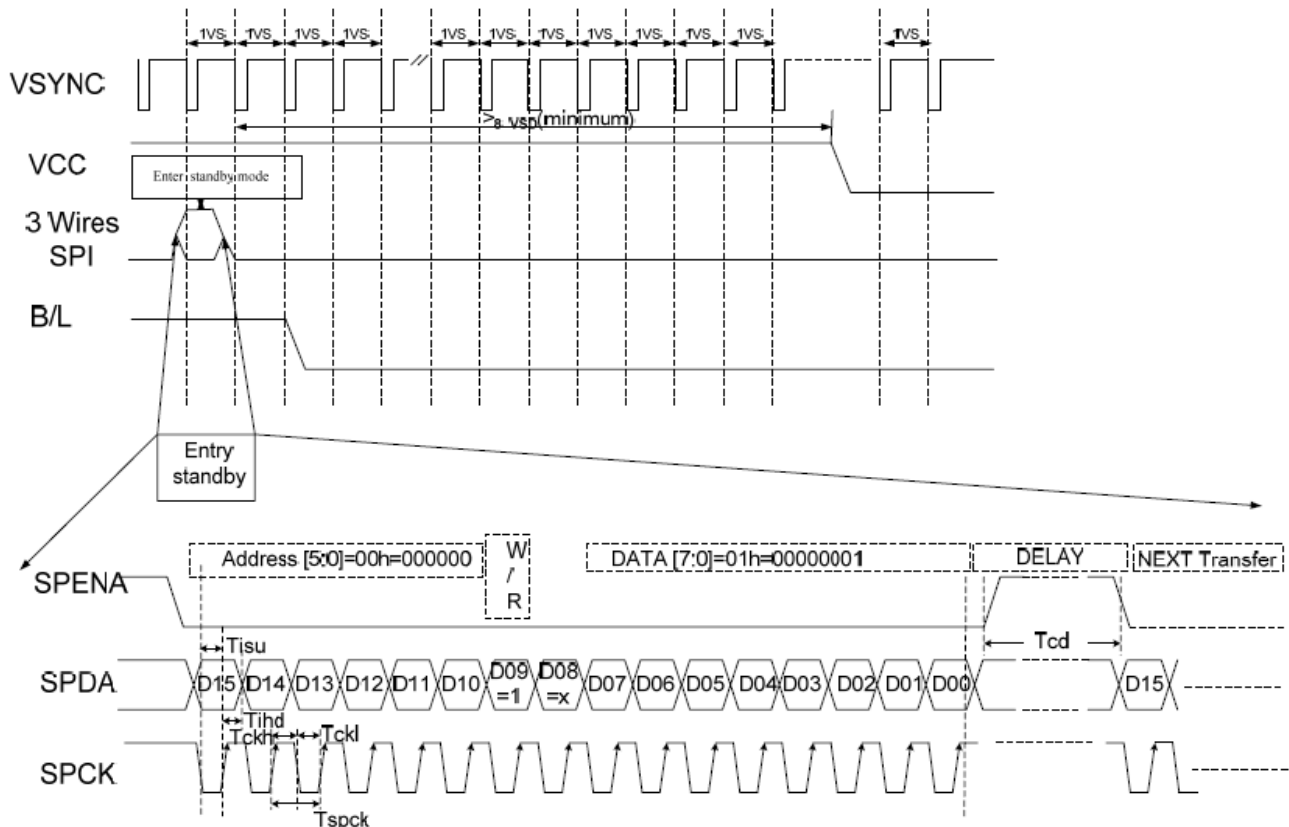 1VS 1VS 1VS 1VS 1VS 1VS 1VS 1VS 1VS 1VS 1VS 1VS
VSYNC
>8 VSD(minimum)
VCC
Enter standby mode
3 Wires
SPI
B/L
Entry
standby
Address [5:0]=00h=000000
W
/
R
DATA [7:0]=01h=00000001
DELAY
NEXT Transfer
SPENA
Tisu
Tcd
SPDA
D15 D14 D13 D12 D11 D10 D09 =1 D08 =x D07 D06 D05 D04 D03 D02 D01 D00 D15
Tihd
Tckh Tckl
SPCK
Tspck